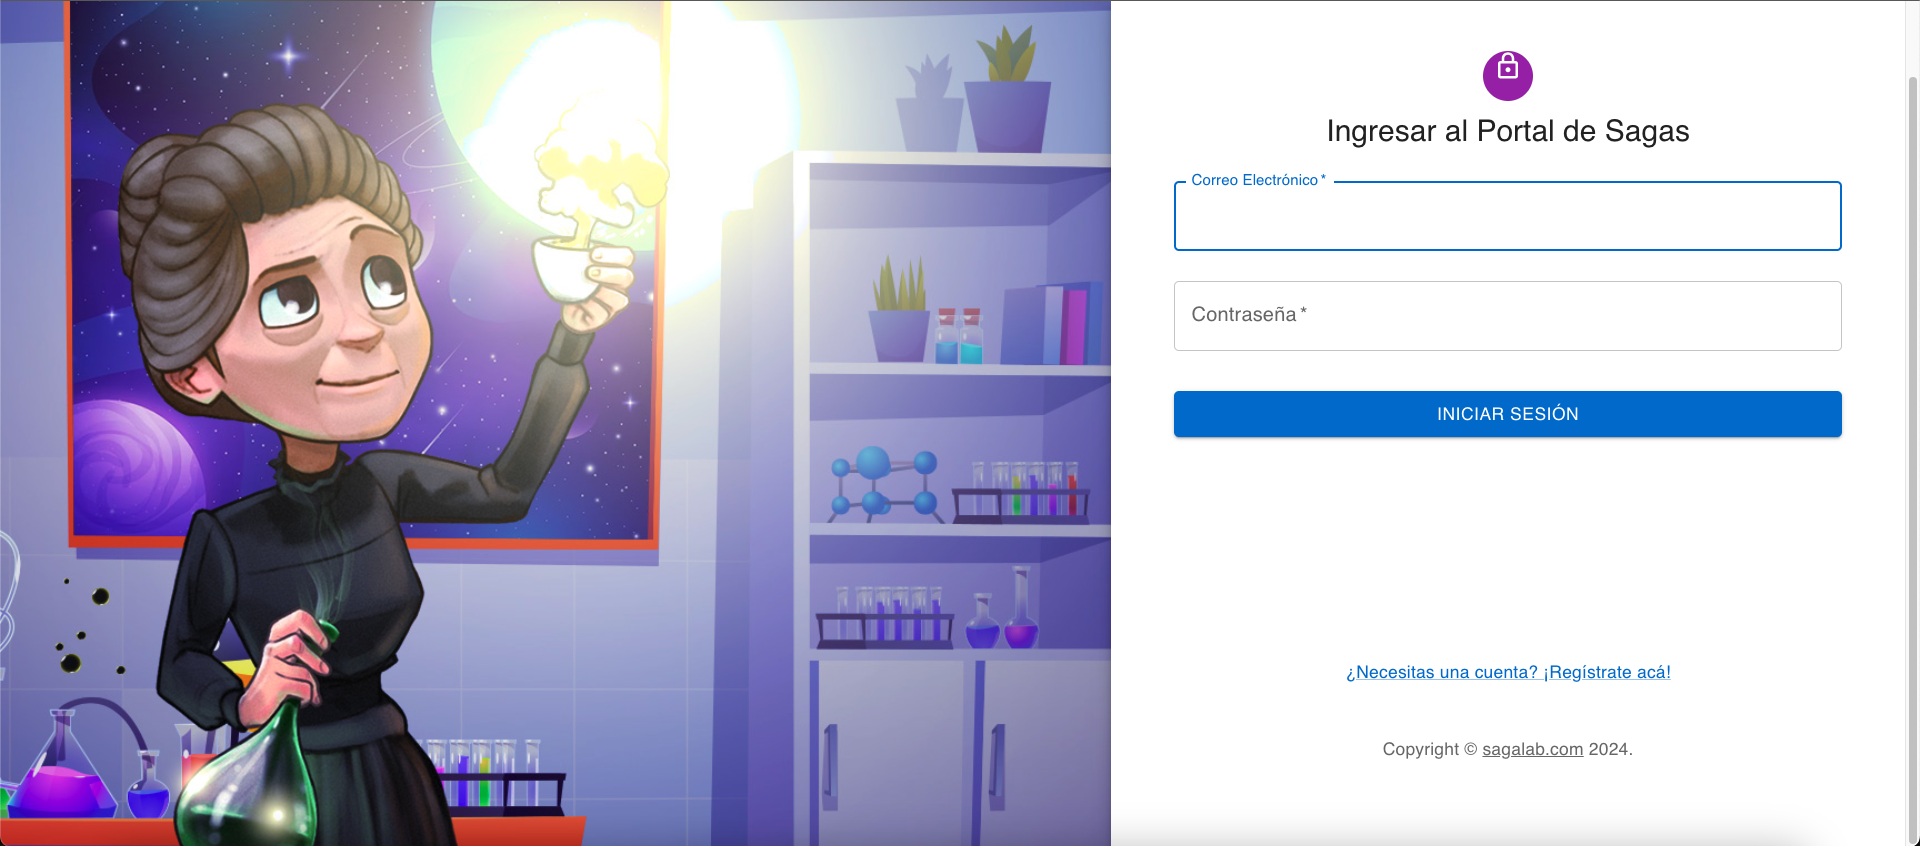 Ingresar al Portal de Sagas
Correo Electrónico *
Contraseña *
INICIAR SESIÓN
¿Necesitas una cuenta? ¡Regístrate acá!
Copyright © sagalab.com 2024.